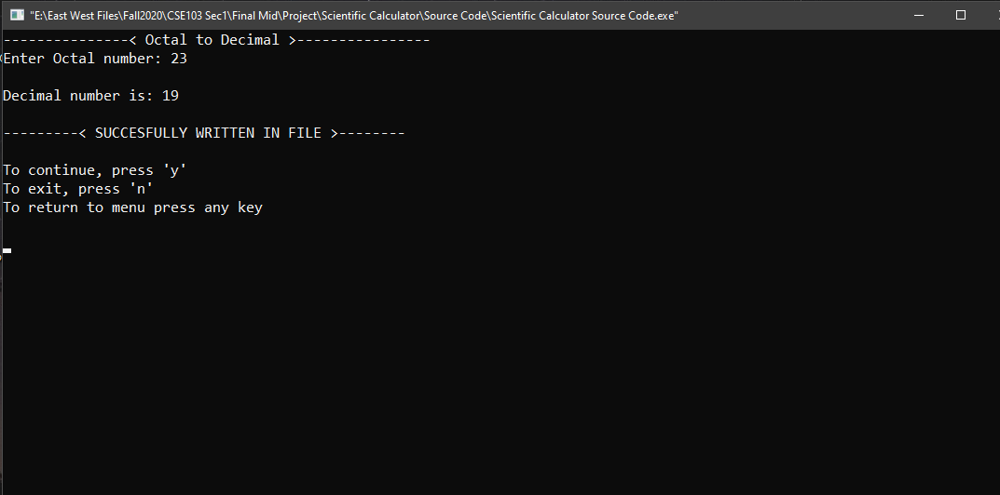 "E:\East West Files\Fall2020\CSE103 Sec1\Final Mid\Project\Scientific Calculator\Source Code\Scientific Calculator Source Code.exe"
---------------< Octal to Decimal >----------------
Enter Octal number: 23
Decimal number is: 19
---------< SUCCESFULLY WRITTEN IN FILE >--------
To continue, press 'y'
To exit, press 'n'
To return to menu press any key